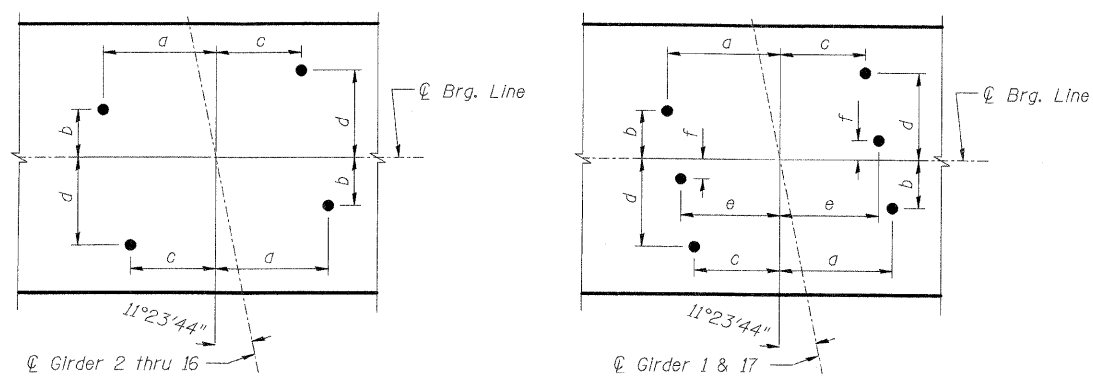 a c
b d
d b
c a
℄ Brg. Line
11°23'44"
℄ Girder 2 thru 16
a c
b f f d
d e e b
c a
℄ Brg. Line
11°23'44"
℄ Girder 1 & 17